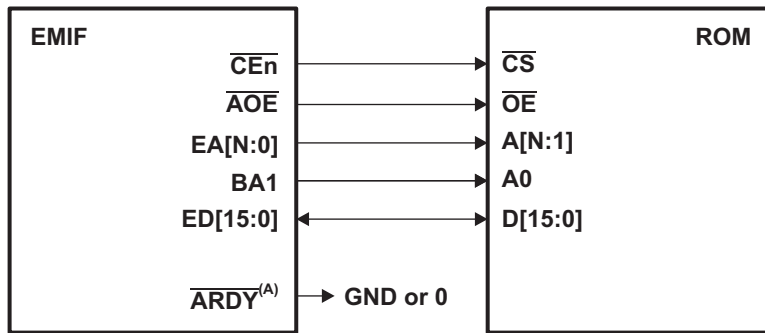 EMIF
ROM
CEn
CS
AOE
OE
EA[N:0]
A[N:1]
BA1
A0
ED[15:0]
D[15:0]
ARDY(A)
GND or 0